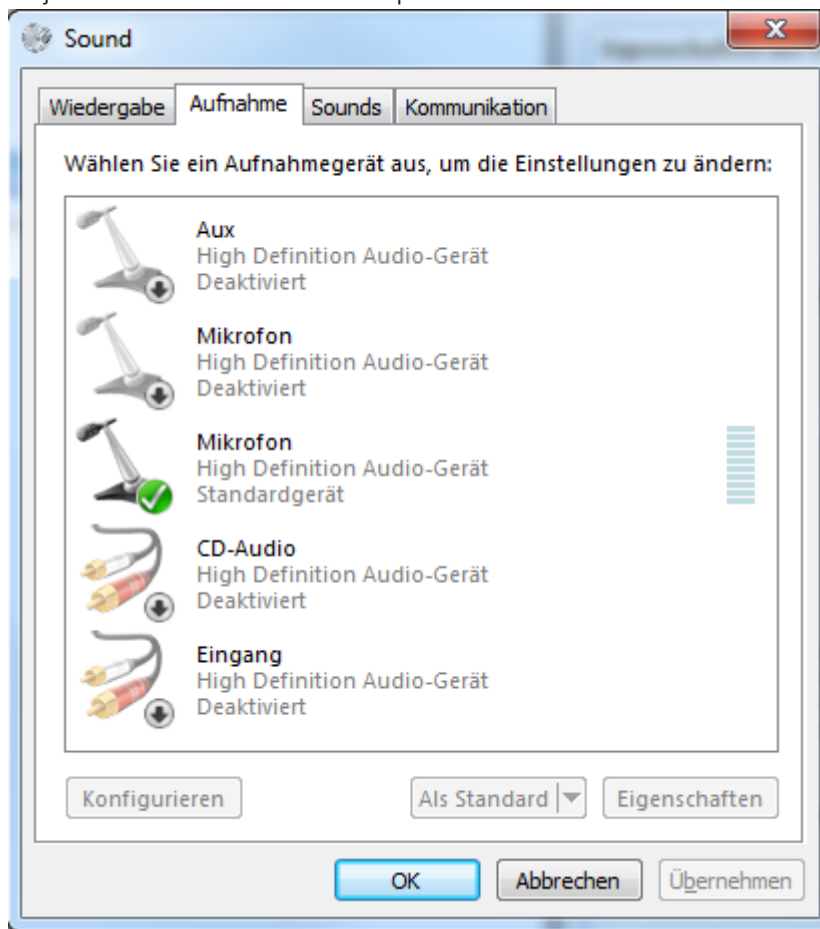 Sound
Wiedergabe Aufnahme Sounds Kommunikation
Wählen Sie ein Aufnahmegerät aus, um die Einstellungen zu ändern:
Aux
High Definition Audio-Gerät
Deaktiviert
Mikrofon
High Definition Audio-Gerät
Deaktiviert
Mikrofon
High Definition Audio-Gerät
Standardgerät
CD-Audio
High Definition Audio-Gerät
Deaktiviert
Eingang
High Definition Audio-Gerät
Deaktiviert
Konfigurieren Als Standard Eigenschaften
OK Abbrechen Übernehmen